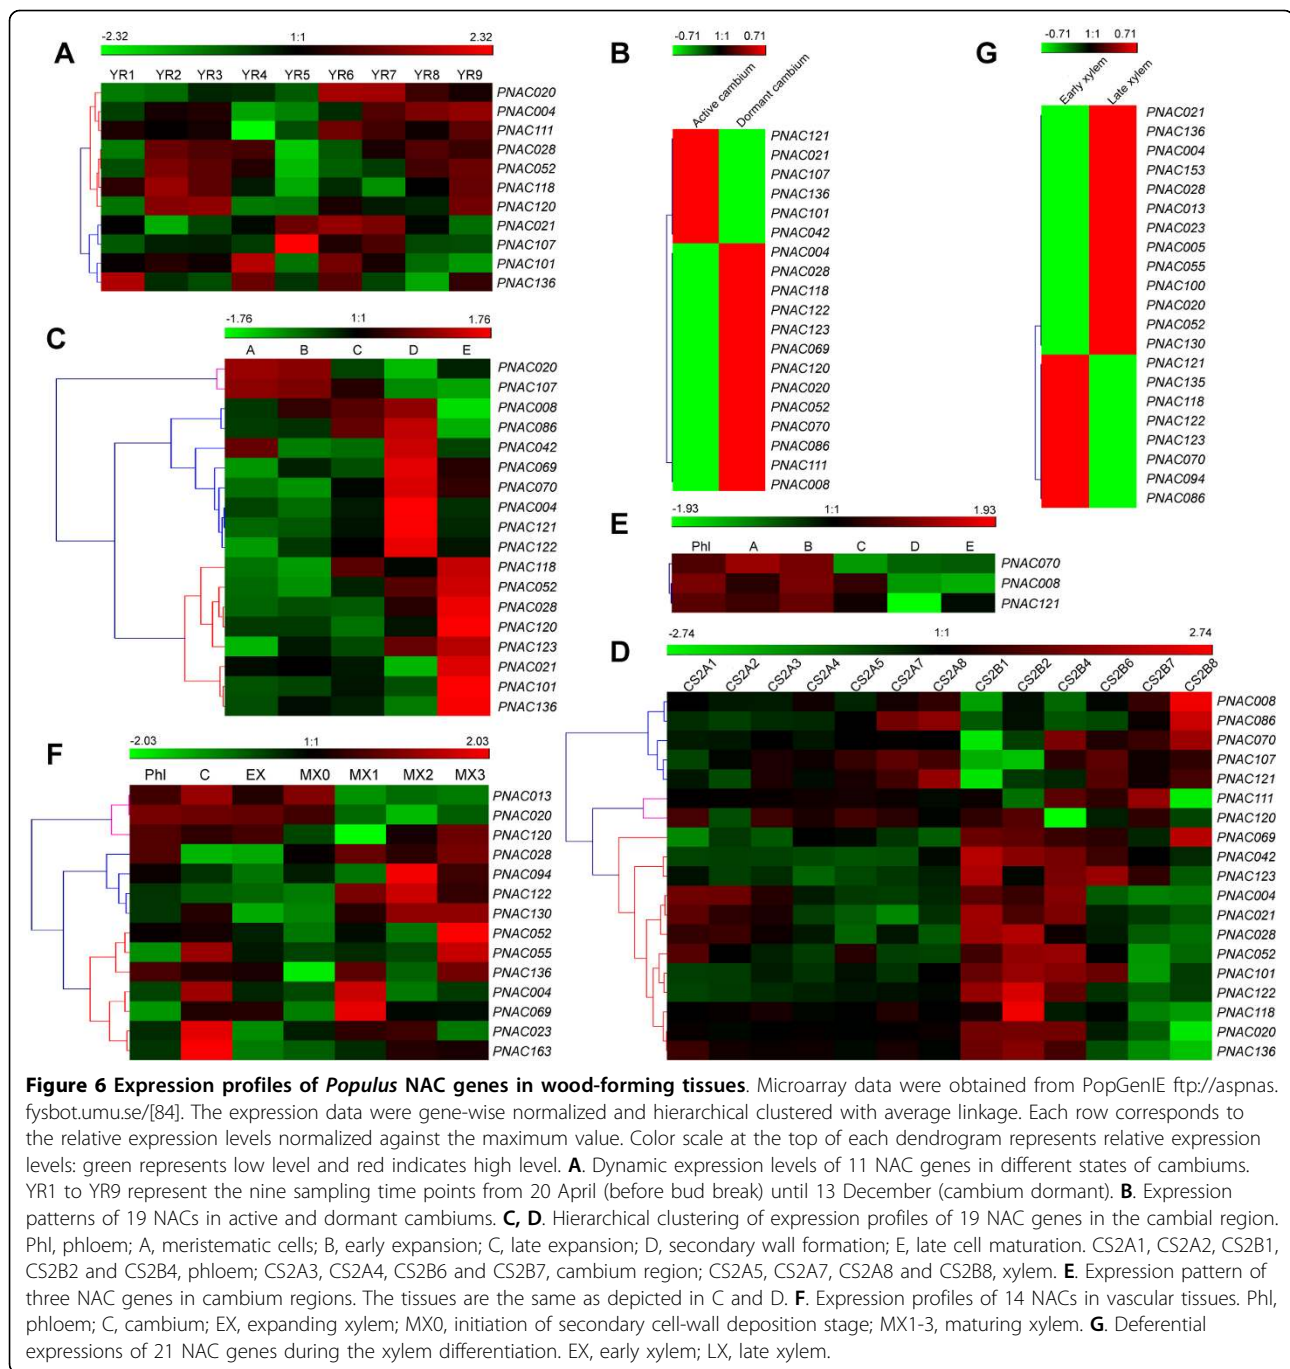 A
-2.32 1:1 2.32
YR1 YR2 YR3 YR4 YR5 YR6 YR7 YR8 YR9
PNAC020
PNAC004
PNAC111
PNAC028
PNAC052
PNAC118
PNAC120
PNAC021
PNAC107
PNAC101
PNAC136
B
-0.71 1:1 0.71
Active cambium
Dormant cambium
PNAC121
PNAC021
PNAC107
PNAC136
PNAC101
PNAC042
PNAC004
PNAC028
PNAC118
PNAC122
PNAC123
PNAC069
PNAC120
PNAC020
PNAC052
PNAC070
PNAC086
PNAC111
PNAC008
G
-0.71 1:1 0.71
Early xylem
Late xylem
PNAC021
PNAC136
PNAC004
PNAC153
PNAC028
PNAC013
PNAC023
PNAC005
PNAC055
PNAC100
PNAC020
PNAC052
PNAC130
PNAC121
PNAC135
PNAC118
PNAC122
PNAC123
PNAC070
PNAC094
PNAC086
C
-1.76 1:1 1.76
A B C D E
PNAC020
PNAC107
PNAC008
PNAC086
PNAC042
PNAC069
PNAC070
PNAC004
PNAC121
PNAC122
PNAC118
PNAC052
PNAC028
PNAC120
PNAC123
PNAC021
PNAC101
PNAC136
E
-1.93 1:1 1.93
Phl A B C D E
PNAC070
PNAC008
PNAC121
D
-2.74 1:1 2.74
CS2A1 CS2A2 CS2A3 CS2A4 CS2A5 CS2A7 CS2A8 CS2B1 CS2B2 CS2B4 CS2B6 CS2B7 CS2B8
PNAC008
PNAC086
PNAC070
PNAC107
PNAC121
PNAC111
PNAC120
PNAC069
PNAC042
PNAC123
PNAC004
PNAC021
PNAC028
PNAC052
PNAC101
PNAC122
PNAC118
PNAC020
PNAC136
F
-2.03 1:1 2.03
Phl C EX MX0 MX1 MX2 MX3
PNAC013
PNAC020
PNAC120
PNAC028
PNAC094
PNAC122
PNAC130
PNAC052
PNAC055
PNAC136
PNAC004
PNAC069
PNAC023
PNAC163
Figure 6 Expression profiles of Populus NAC genes in wood-forming tissues. Microarray data were obtained from PopGenIE ftp://aspnas.
fysbot.umu.se/[84]. The expression data were gene-wise normalized and hierarchical clustered with average linkage. Each row corresponds to
the relative expression levels normalized against the maximum value. Color scale at the top of each dendrogram represents relative expression
levels: green represents low level and red indicates high level. A. Dynamic expression levels of 11 NAC genes in different states of cambiums.
YR1 to YR9 represent the nine sampling time points from 20 April (before bud break) until 13 December (cambium dormant). B. Expression
patterns of 19 NACs in active and dormant cambiums. C, D. Hierarchical clustering of expression profiles of 19 NAC genes in the cambial region.
Phl, phloem; A, meristematic cells; B, early expansion; C, late expansion; D, secondary wall formation; E, late cell maturation. CS2A1, CS2A2, CS2B1,
CS2B2 and CS2B4, phloem; CS2A3, CS2A4, CS2B6 and CS2B7, cambium region; CS2A5, CS2A7, CS2A8 and CS2B8, xylem. E. Expression pattern of
three NAC genes in cambium regions. The tissues are the same as depicted in C and D. F. Expression profiles of 14 NACs in vascular tissues. Phl,
phloem; C, cambium; EX, expanding xylem; MX0, initiation of secondary cell-wall deposition stage; MX1-3, maturing xylem. G. Deferential
expressions of 21 NAC genes during the xylem differentiation. EX, early xylem; LX, late xylem.